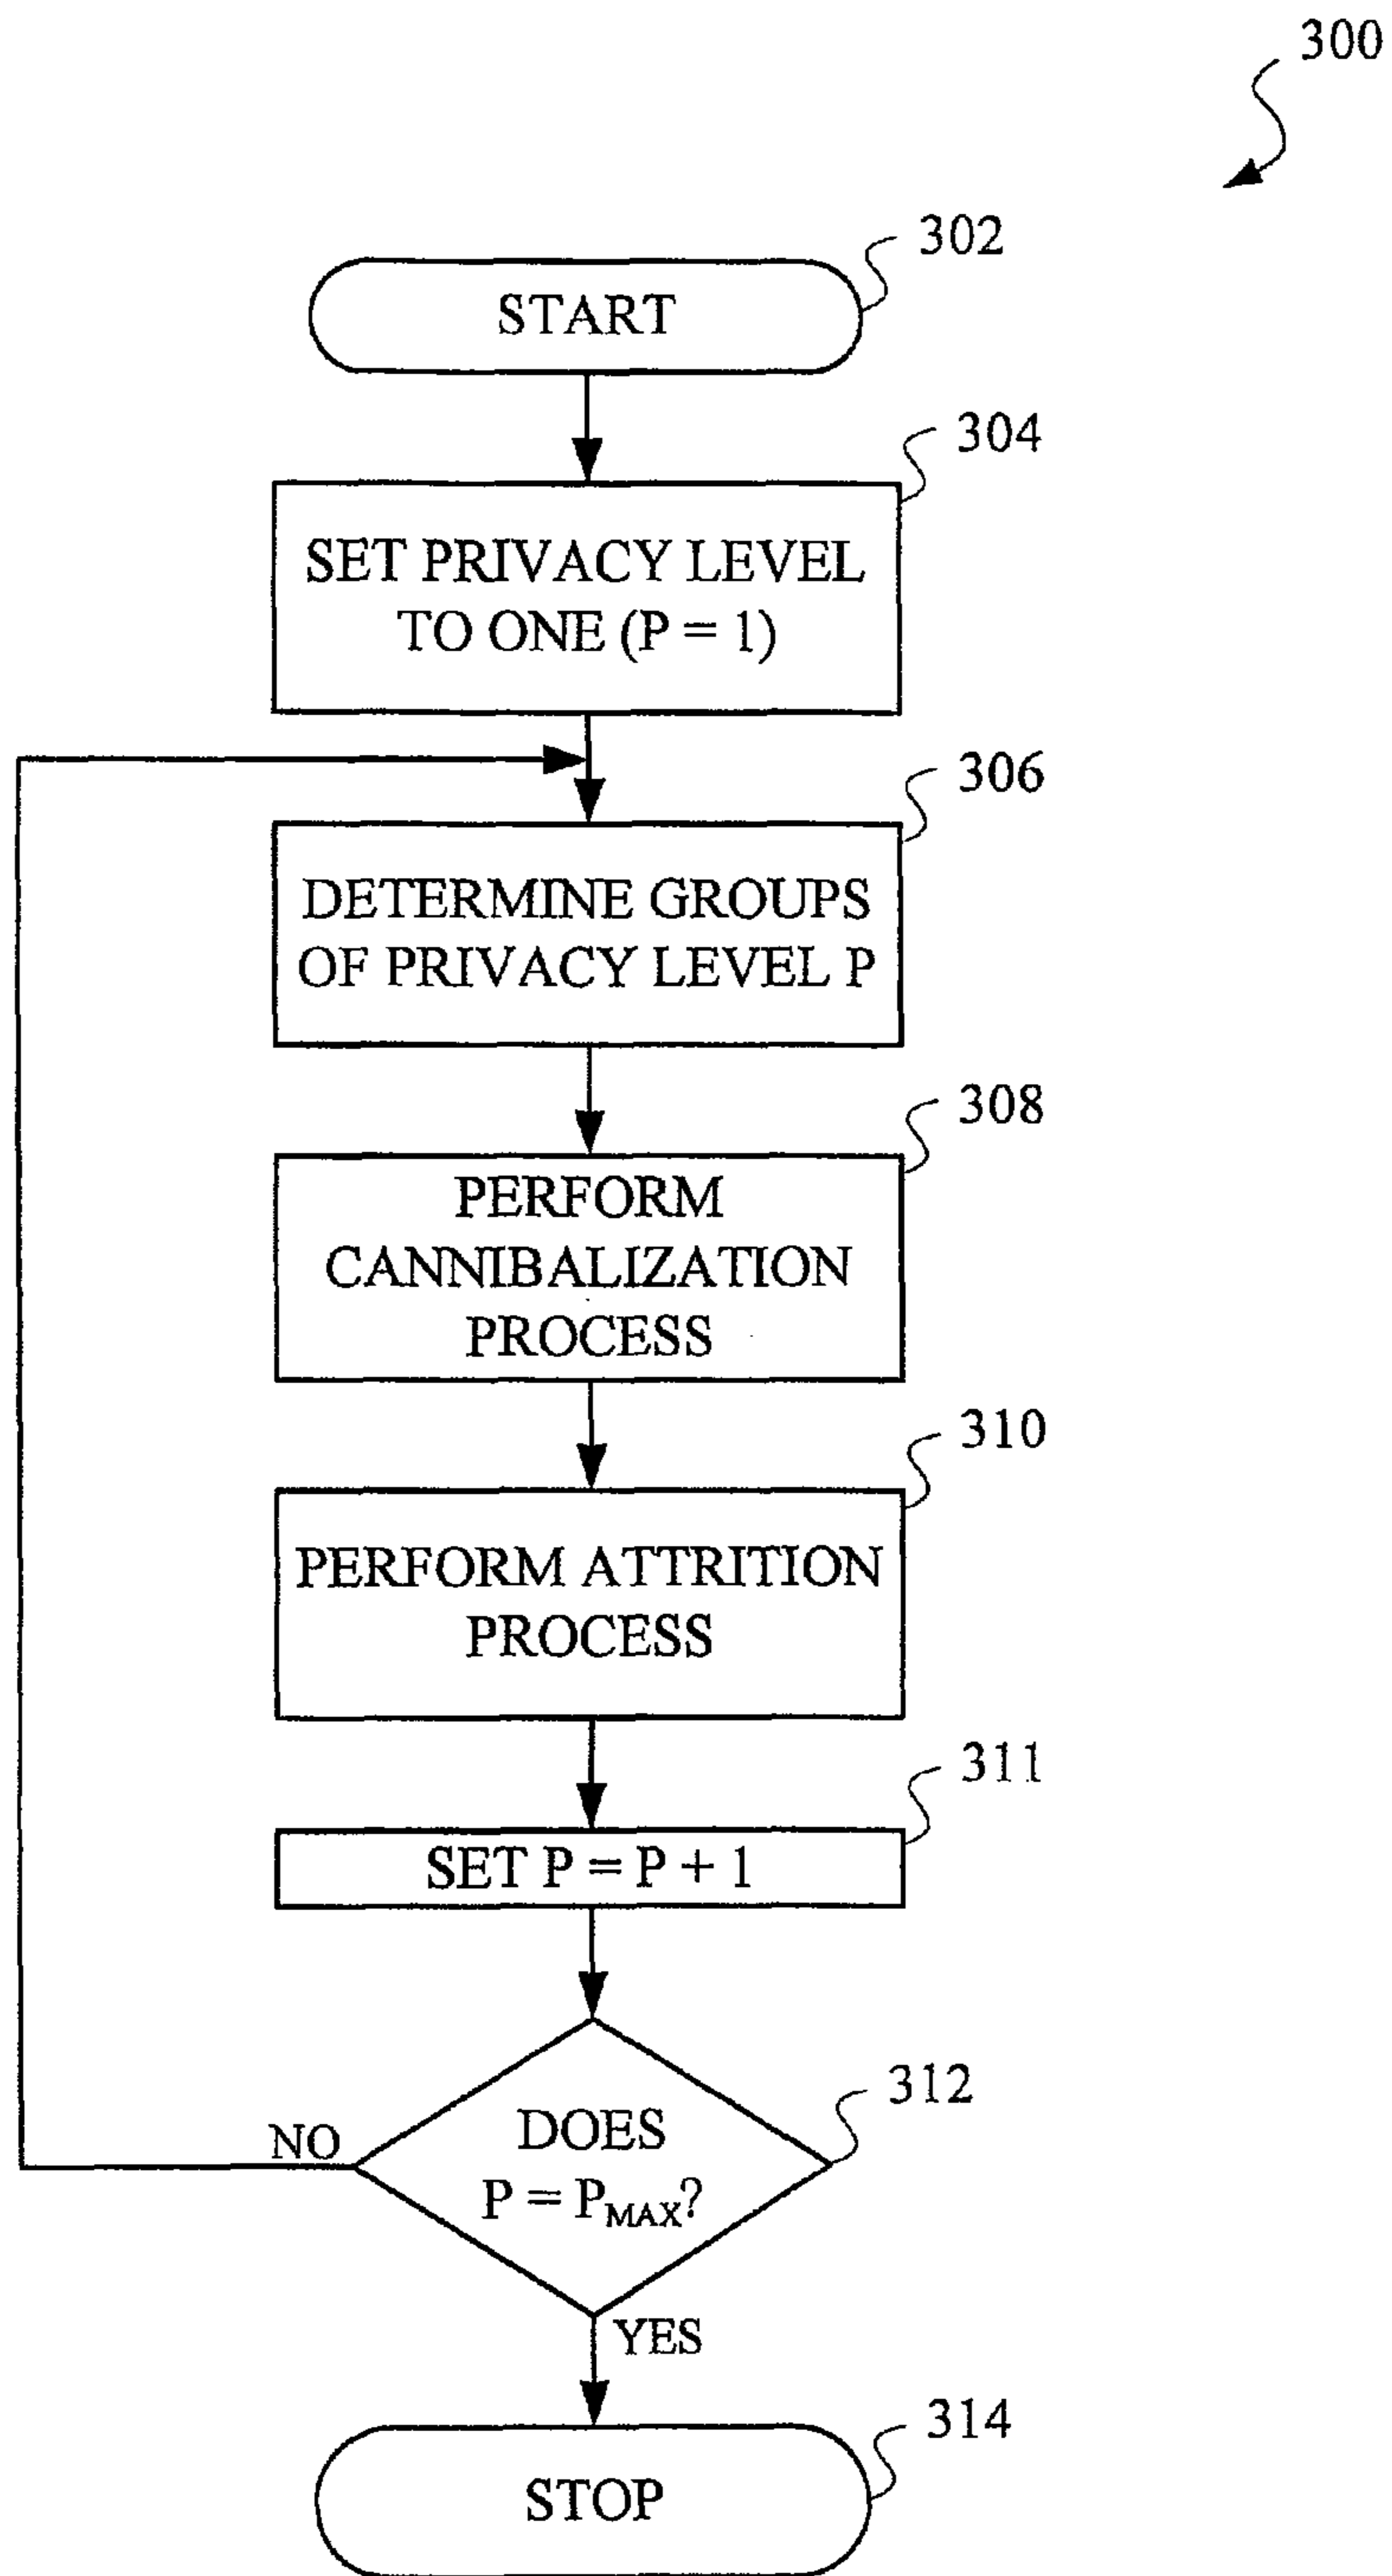 300
302
START
304
SET PRIVACY LEVEL
TO ONE (P = 1)
306
DETERMINE GROUPS
OF PRIVACY LEVEL P
308
PERFORM
CANNIBALIZATION
PROCESS
310
PERFORM ATTRITION
PROCESS
311
SET P = P + 1
312
DOES
P = PMAX?
NO
YES
314
STOP